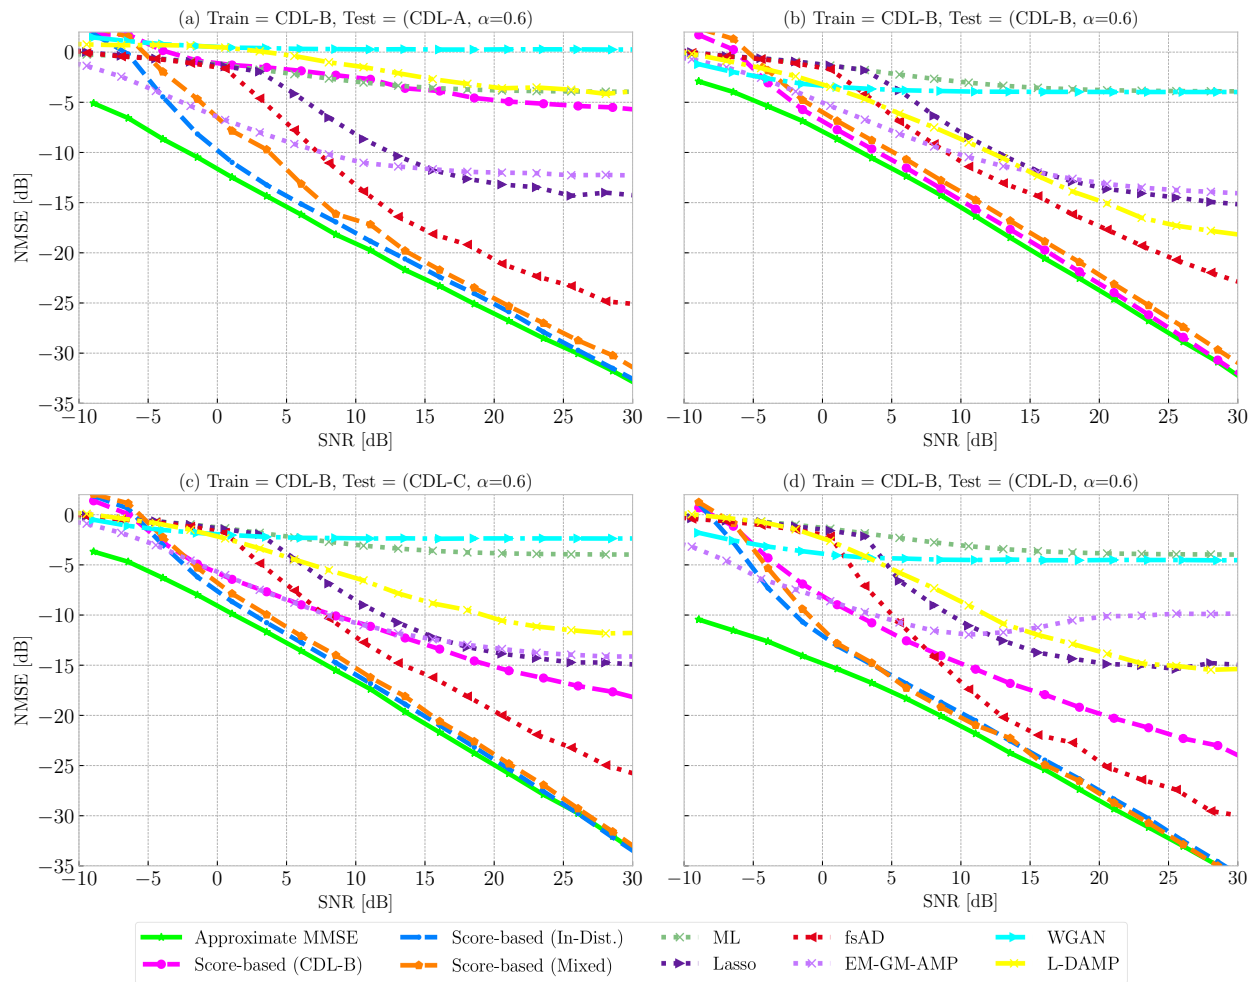 (a) Train = CDL-B, Test = (CDL-A, α=0.6)
(b) Train = CDL-B, Test = (CDL-B, α=0.6)
NMSE [dB]
0
−5
−10
−15
−20
−25
−30
−35
−10 −5 0 5 10 15 20 25 30
SNR [dB]
−10 −5 0 5 10 15 20 25 30
SNR [dB]
(c) Train = CDL-B, Test = (CDL-C, α=0.6)
(d) Train = CDL-B, Test = (CDL-D, α=0.6)
NMSE [dB]
0
−5
−10
−15
−20
−25
−30
−35
−10 −5 0 5 10 15 20 25 30
SNR [dB]
−10 −5 0 5 10 15 20 25 30
SNR [dB]
Approximate MMSE Score-based (In-Dist.) ML fsAD WGAN
Score-based (CDL-B) Score-based (Mixed) Lasso EM-GM-AMP L-DAMP